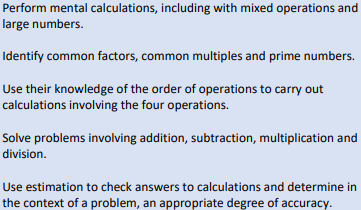 Perform mental calculations, including with mixed operations and
large numbers.
Identify common factors, common multiples and prime numbers.
Use their knowledge of the order of operations to carry out
calculations involving the four operations.
Solve problems involving addition, subtraction, multiplication and
division.
Use estimation to check answers to calculations and determine in
the context of a problem, an appropriate degree of accuracy.